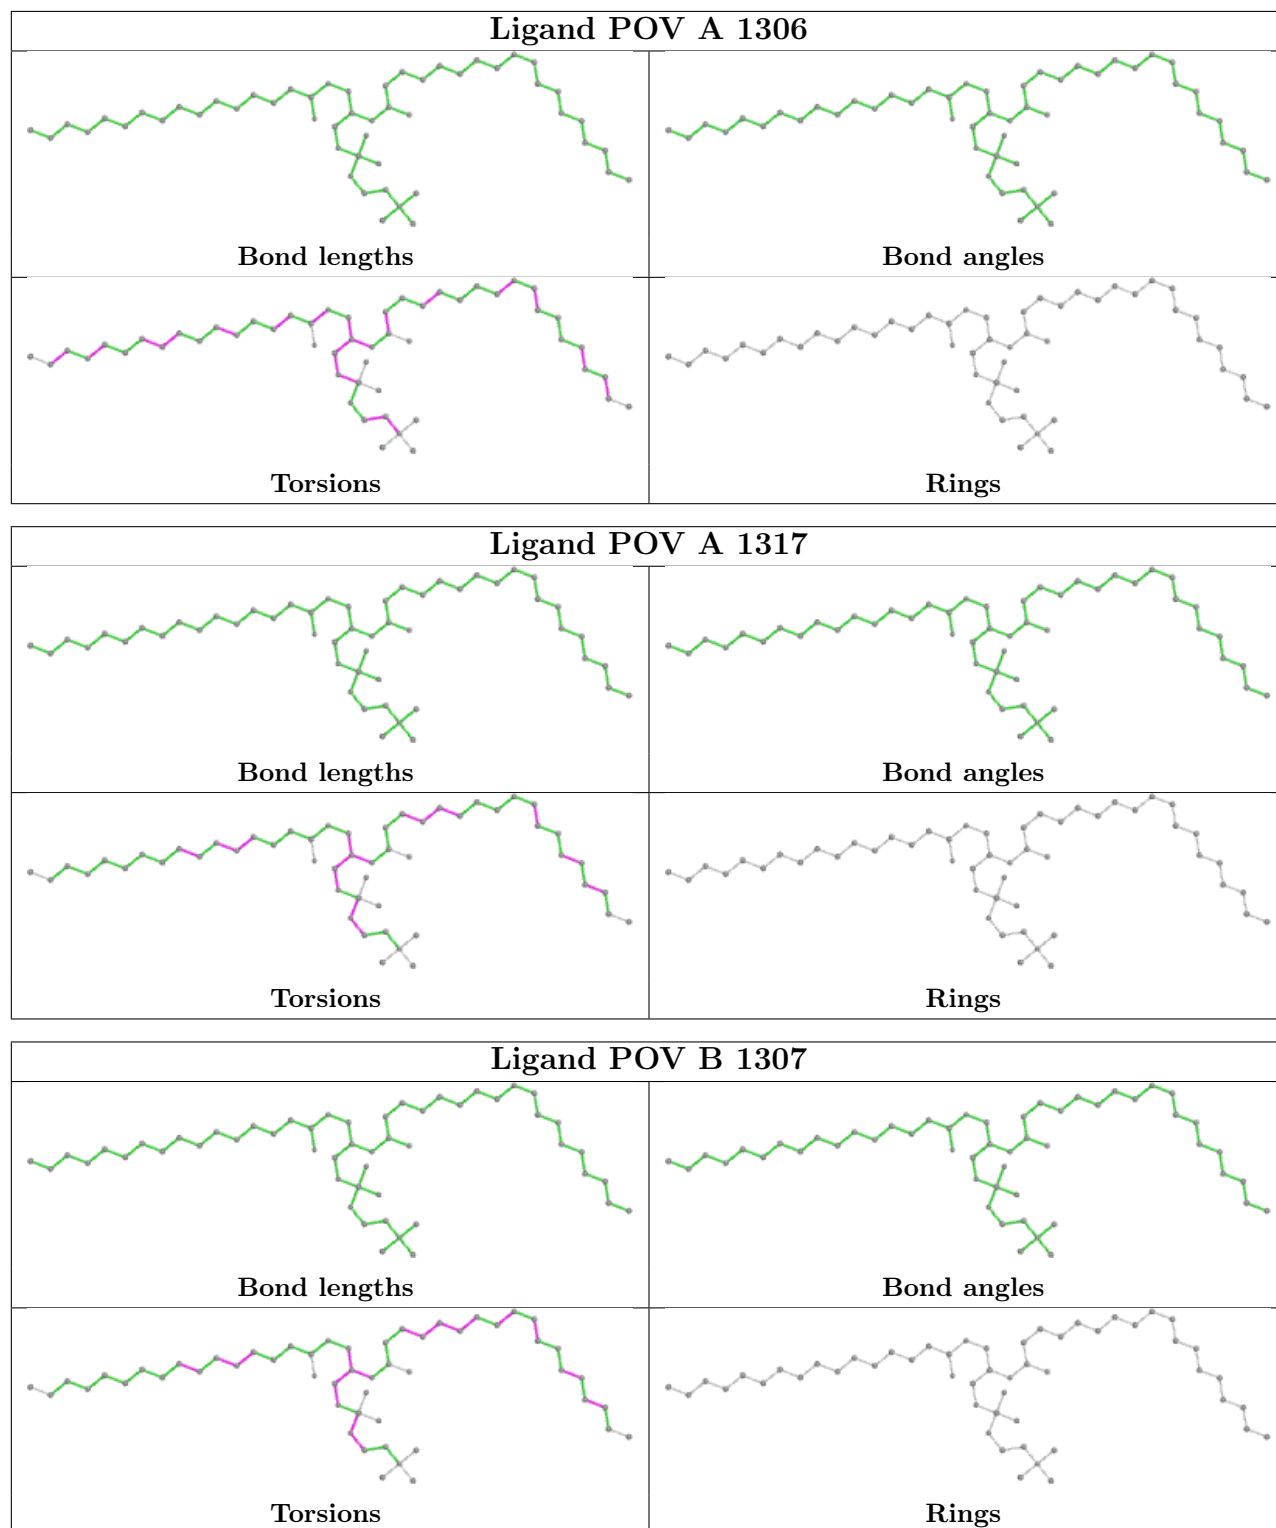 Ligand POV A 1306
Bond lengths
Bond angles
Torsions
Rings
Ligand POV A 1317
Bond lengths
Bond angles
Torsions
Rings
Ligand POV B 1307
Bond lengths
Bond angles
Torsions
Rings